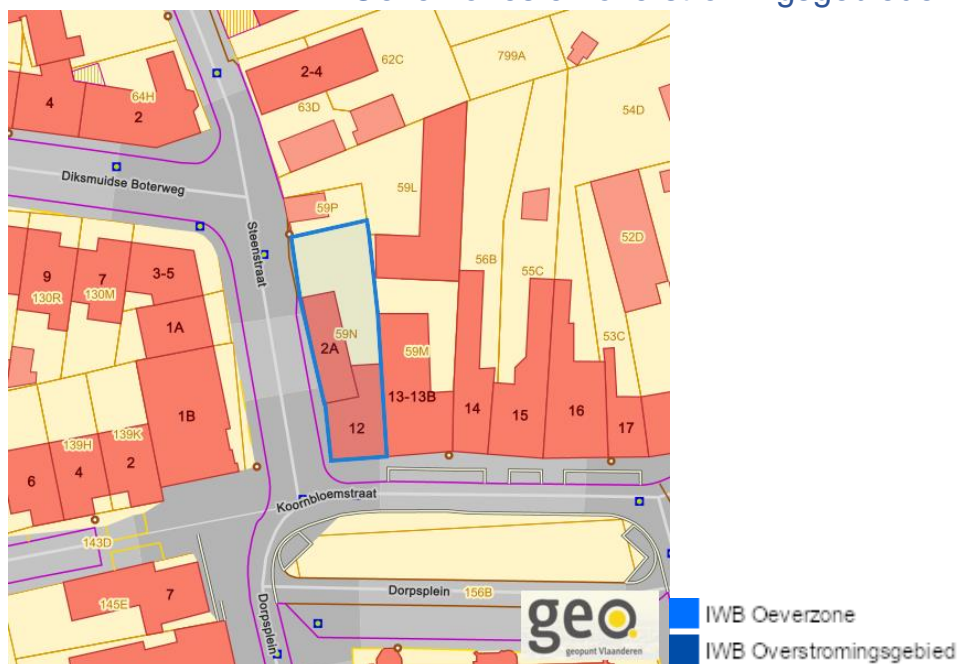 62C
799A
2-4
4
64H
2
63D
54D
Diksmuidse Boterweg
59L
59P
Steenstraat
52D
9
7
3-5
56B
55C
130R
130M
1A
59N
2A
59M
53C
13-13B
1B
14
15
16
17
12
139H
139K
6
4
2
Koornbloemstraat
143D
Dorpsplein
156B
145E
7
Dorpsplein
geo
geopunt Vlaanderen
IWB Oeverzone
IWB Overstromingsgebied